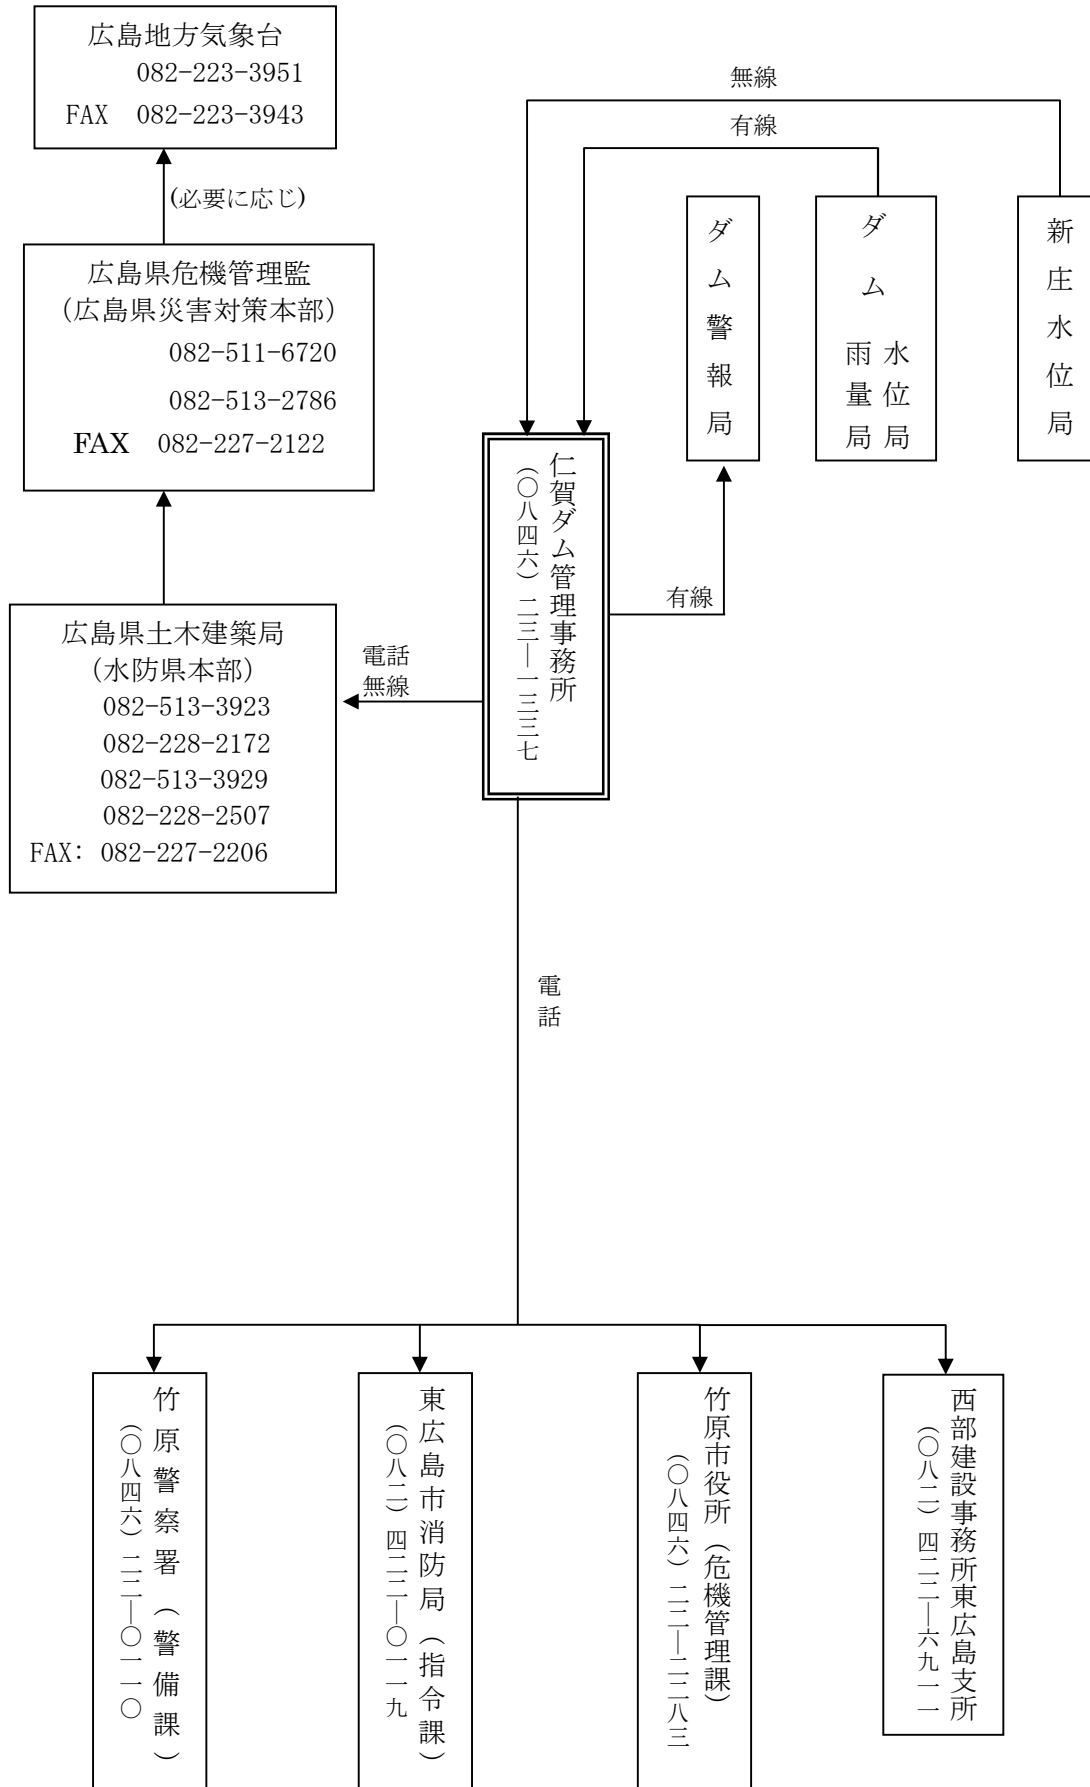 広島地方気象台
082-223-3951
FAX 082-223-3943
(必要に応じ)
広島県危機管理監
（広島県災害対策本部）
082-511-6720
082-513-2786
FAX 082-227-2122
広島県土木建築局
（水防県本部）
082-513-3923
082-228-2172
082-513-3929
082-228-2507
FAX: 082-227-2206
電話
無線
無線
有線
新庄水位局
ダム
水位局
雨量局
ダム警報局
有線
仁賀ダム管理事務所
（〇八四六）二三―一三三七
電話
西部建設事務所東広島支所
（〇八二）四二二―六九一一
竹原市役所（危機管理課）
（〇八四六）二二―二二八三
東広島市消防局（指令課）
（〇八二）四二二―〇一一九
竹原警察署（警備課）
（〇八四六）二二―〇一一〇